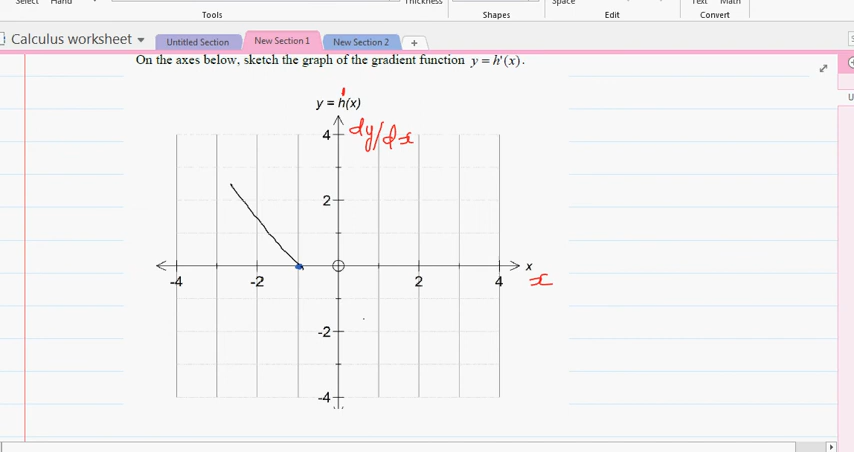 Select Hand Thickness Space Text Math
Tools Shapes Edit Convert
Calculus worksheet Untitled Section New Section 1 New Section 2 +
On the axes below, sketch the graph of the gradient function y = h'(x).
y = h'(x)
dy/dx
4
2
-4 -2 2 4 x
x
-2
-4